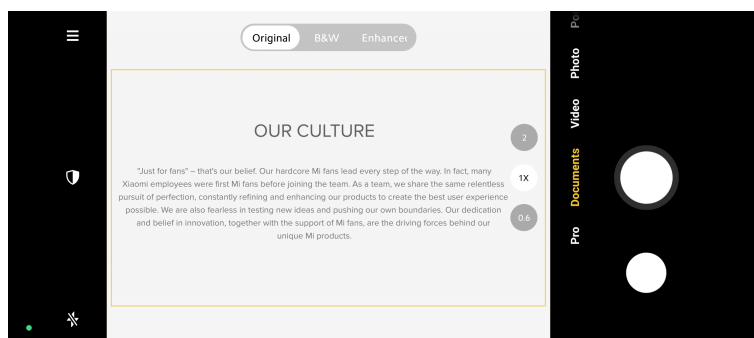 Original B&W Enhanced
OUR CULTURE
"Just for fans" – that's our belief. Our hardcore Mi fans lead every step of the way. In fact, many
Xiaomi employees were first Mi fans before joining the team. As a team, we share the same relentless
pursuit of perfection, constantly refining and enhancing our products to create the best user experience
possible. We are also fearless in testing new ideas and pushing our own boundaries. Our dedication
and belief in innovation, together with the support of Mi fans, are the driving forces behind our
unique Mi products.
2
1X
0.6
Photo
Video
Documents
Pro